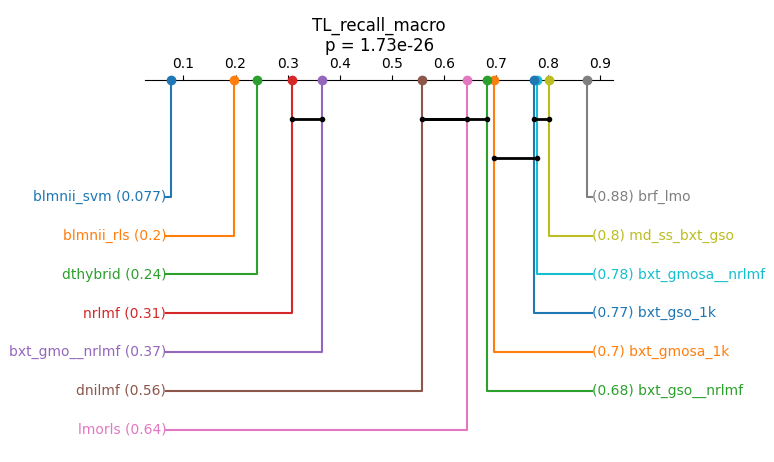 TL_recall_macro
p = 1.73e-26
0.1 0.2 0.3 0.4 0.5 0.6 0.7 0.8 0.9
blmnii_svm (0.077)
(0.88) brf_lmo
blmnii_rls (0.2)
(0.8) md_ss_bxt_gso
dthybrid (0.24)
(0.78) bxt_gmosa__nrlmf
nrlmf (0.31)
(0.77) bxt_gso_1k
bxt_gmo__nrlmf (0.37)
(0.7) bxt_gmosa_1k
dnilmf (0.56)
(0.68) bxt_gso__nrlmf
lmorls (0.64)